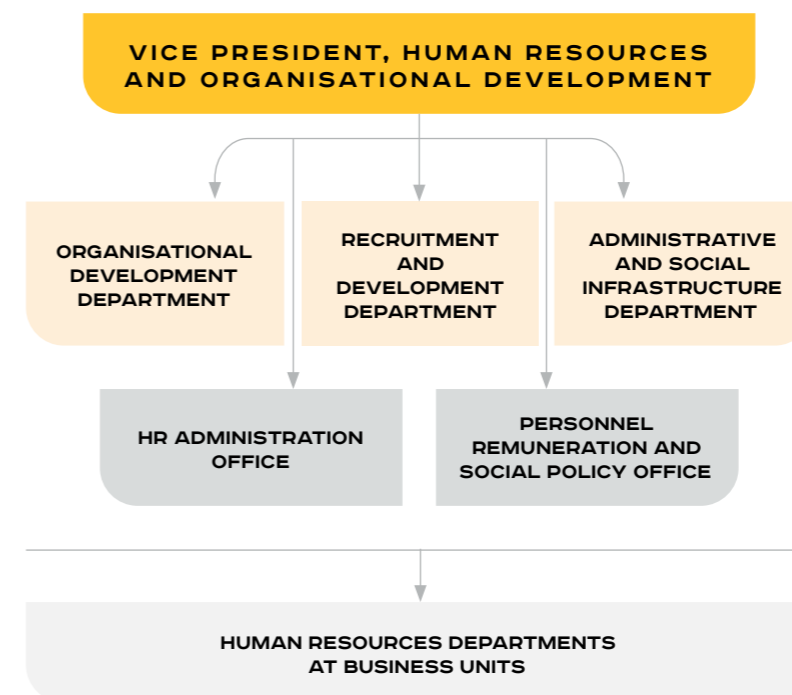 VICE PRESIDENT, HUMAN RESOURCES
AND ORGANISATIONAL DEVELOPMENT
ORGANISATIONAL
DEVELOPMENT
DEPARTMENT
RECRUITMENT
AND
DEVELOPMENT
DEPARTMENT
ADMINISTRATIVE
AND SOCIAL
INFRASTRUCTURE
DEPARTMENT
HR ADMINISTRATION
OFFICE
PERSONNEL
REMUNERATION AND
SOCIAL POLICY OFFICE
HUMAN RESOURCES DEPARTMENTS
AT BUSINESS UNITS